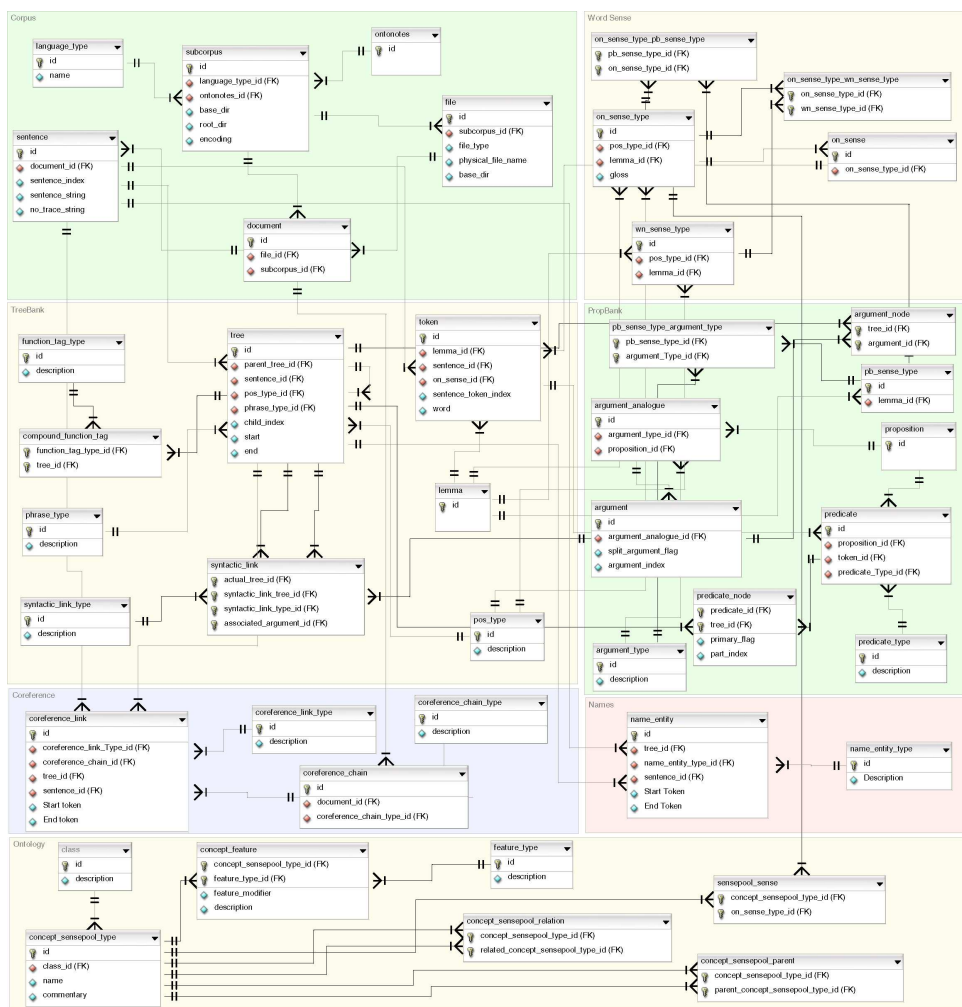 Corpus
language_type
id
name
subcorpus
id
language_type_id (FK)
ontonotes_id (FK)
base_dir
root_dir
encoding
ontonotes
id
file
id
subcorpus_id (FK)
file_type
physical_file_name
base_dir
sentence
id
document_id (FK)
sentence_index
sentence_string
no_trace_string
document
id
file_id (FK)
subcorpus_id (FK)
Word Sense
on_sense_type_pb_sense_type
pb_sense_type_id (FK)
on_sense_type_id (FK)
on_sense_type_wn_sense_type
on_sense_type_id (FK)
wn_sense_type_id (FK)
on_sense_type
id
pos_type_id (FK)
lemma_id (FK)
gloss
on_sense
id
on_sense_type_id (FK)
wn_sense_type
id
pos_type_id (FK)
lemma_id (FK)
TreeBank
function_tag_type
id
description
tree
id
parent_tree_id (FK)
sentence_id (FK)
pos_type_id (FK)
phrase_type_id (FK)
child_index
start
end
token
id
lemma_id (FK)
sentence_id (FK)
on_sense_id (FK)
sentence_token_index
word
compound_function_tag
function_tag_type_id (FK)
tree_id (FK)
lemma
id
phrase_type
id
description
syntactic_link
actual_tree_id (FK)
syntactic_link_tree_id (FK)
syntactic_link_type_id (FK)
associated_argument_id (FK)
syntactic_link_type
id
description
pos_type
id
description
PropBank
pb_sense_type_argument_type
pb_sense_type_id (FK)
argument_Type_id (FK)
argument_node
tree_id (FK)
argument_id (FK)
pb_sense_type
id
lemma_id (FK)
argument_analogue
id
argument_type_id (FK)
proposition_id (FK)
proposition
id
argument
id
argument_analogue_id (FK)
split_argument_flag
argument_index
predicate
id
proposition_id (FK)
token_id (FK)
predicate_Type_id (FK)
predicate_node
predicate_id (FK)
tree_id (FK)
primary_flag
part_index
argument_type
id
description
predicate_type
id
description
Coreference
coreference_link
id
coreference_link_Type_id (FK)
coreference_chain_id (FK)
tree_id (FK)
sentence_id (FK)
Start token
End token
coreference_link_type
id
description
coreference_chain_type
id
description
coreference_chain
id
document_id (FK)
coreference_chain_type_id (FK)
Names
name_entity
id
tree_id (FK)
name_entity_type_id (FK)
sentence_id (FK)
Start Token
End Token
name_entity_type
id
Description
Ontology
class
id
description
concept_feature
concept_sensepool_type_id (FK)
feature_type_id (FK)
feature_modifier
description
feature_type
id
description
sensepool_sense
concept_sensepool_type_id (FK)
on_sense_type_id (FK)
concept_sensepool_type
id
class_id (FK)
name
commentary
concept_sensepool_relation
concept_sensepool_type_id (FK)
related_concept_sensepool_type_id (FK)
concept_sensepool_parent
concept_sensepool_type_id (FK)
parent_concept_sensepool_type_id (FK)